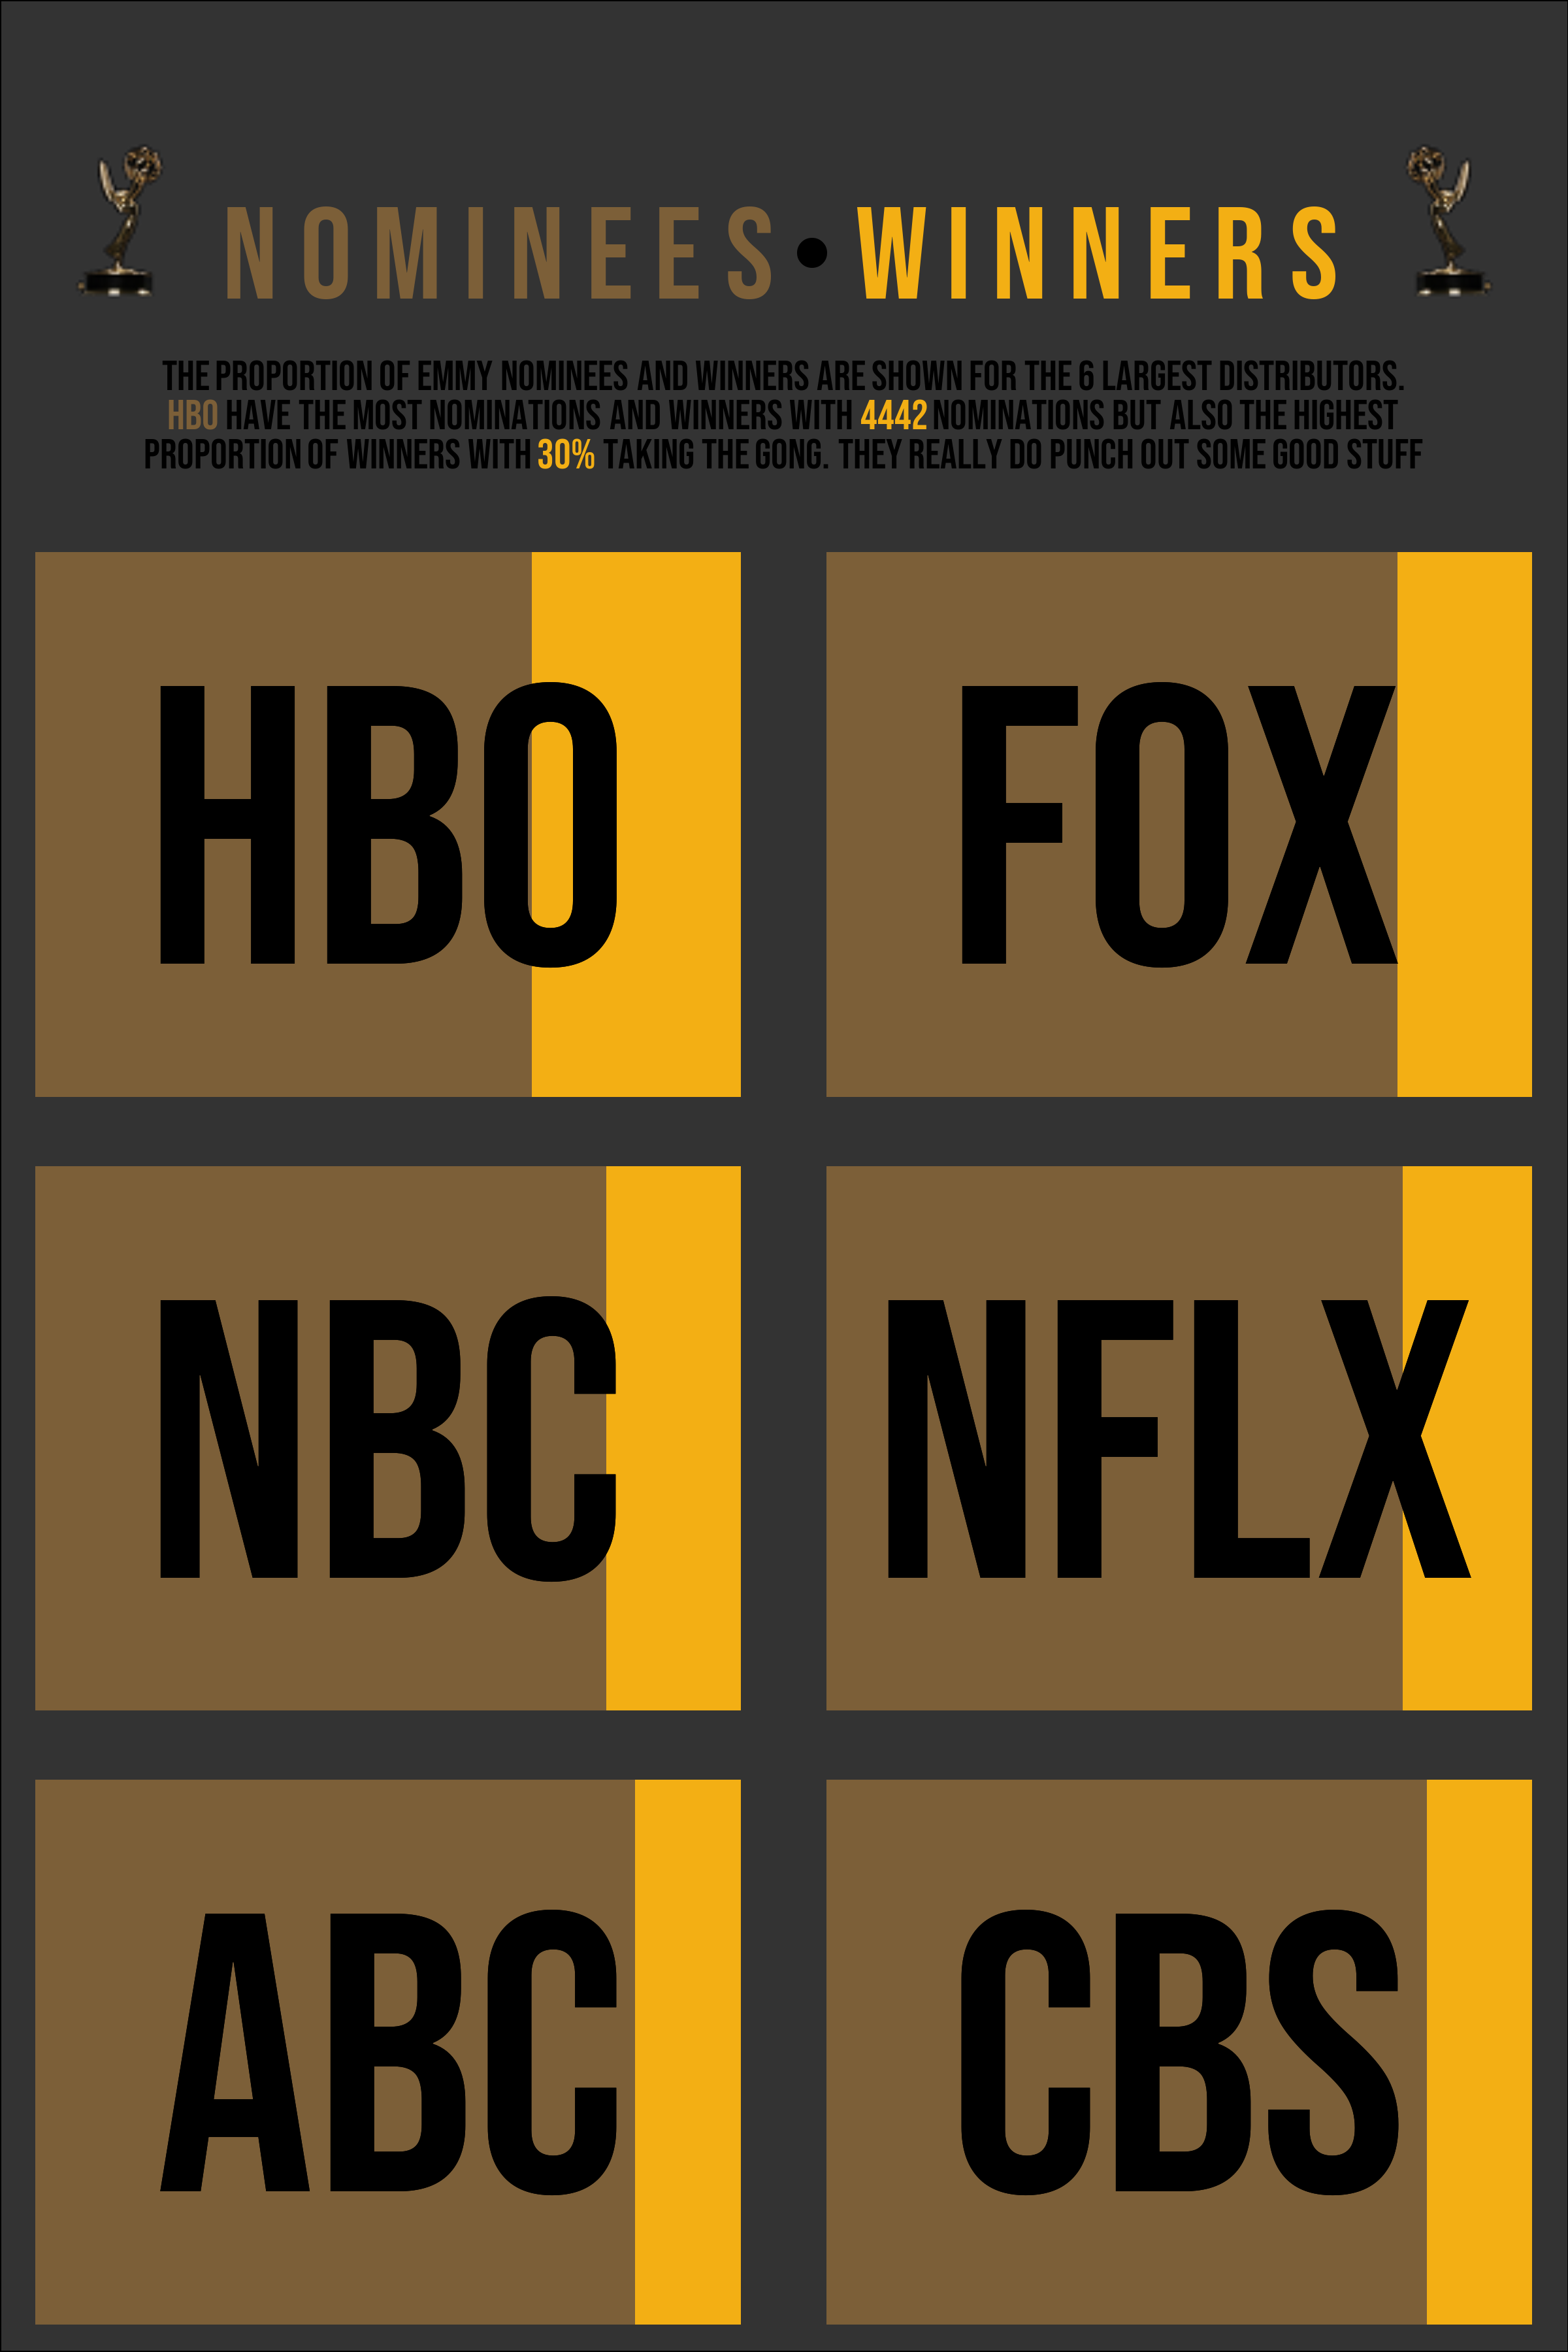 NOMINEES • WINNERS
THE PROPORTION OF EMMY NOMINEES AND WINNERS ARE SHOWN FOR THE 6 LARGEST DISTRIBUTORS.
HBO HAVE THE MOST NOMINATIONS AND WINNERS WITH 4442 NOMINATIONS BUT ALSO THE HIGHEST
PROPORTION OF WINNERS WITH 30% TAKING THE GONG. THEY REALLY DO PUNCH OUT SOME GOOD STUFF
HBO
FOX
NBC
NFLX
ABC
CBS